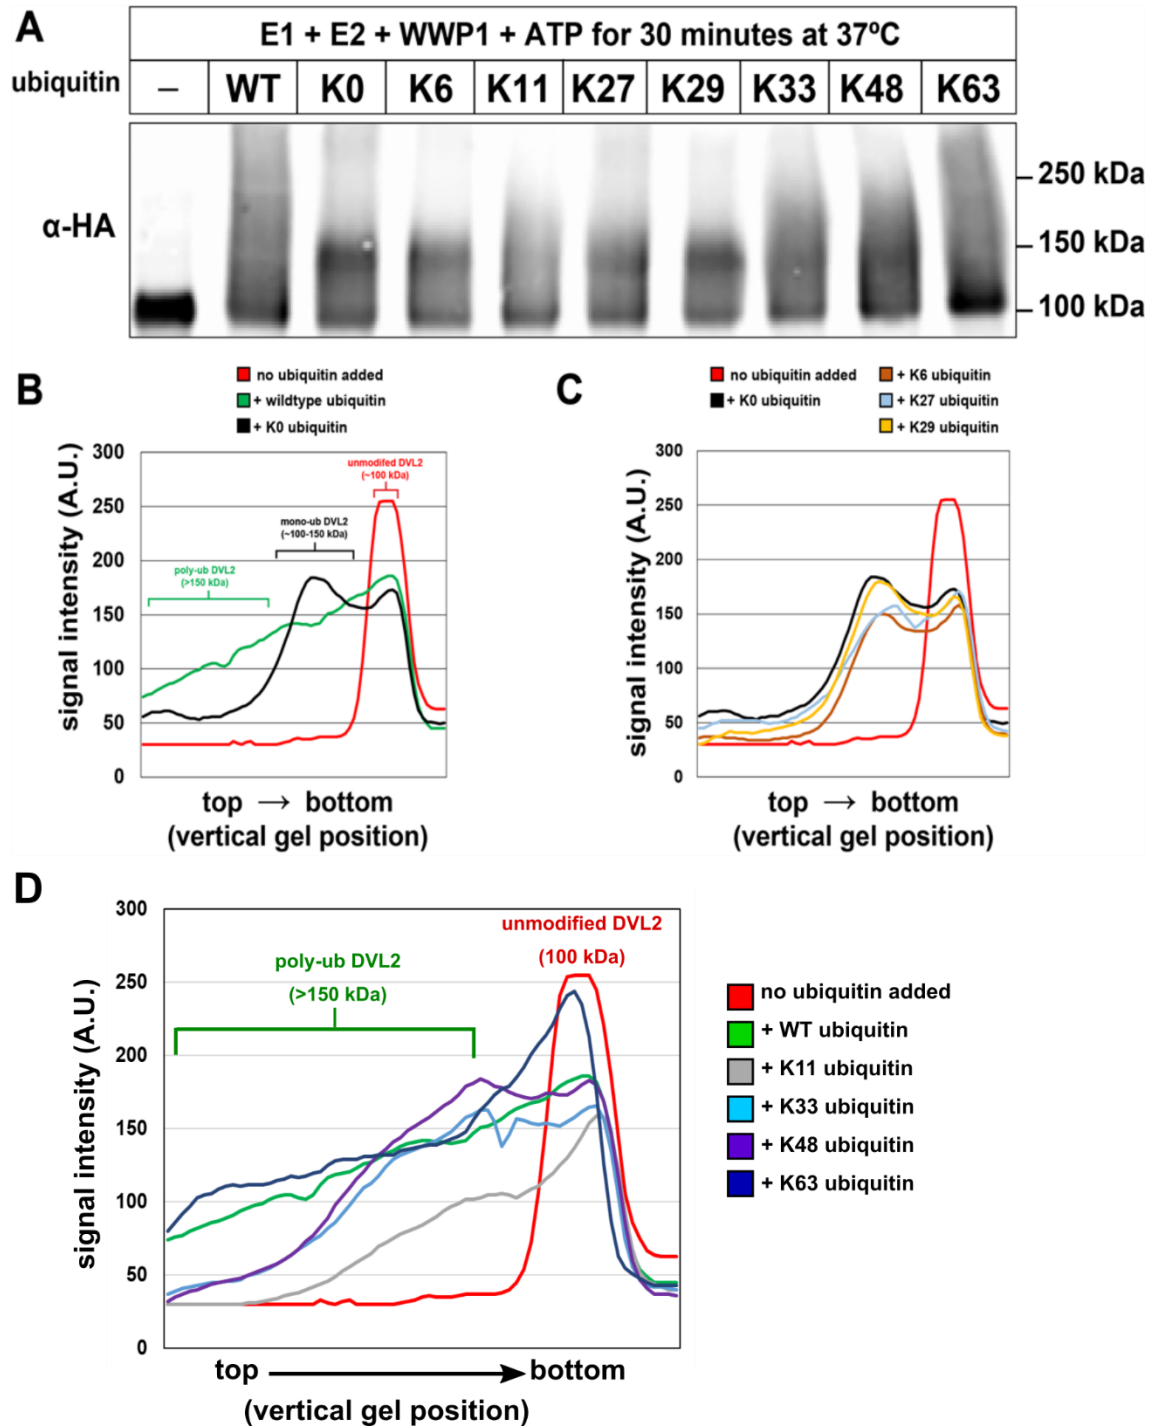 A
E1 + E2 + WWP1 + ATP for 30 minutes at 37ºC
ubiquitin – WT K0 K6 K11 K27 K29 K33 K48 K63
α-HA
250 kDa
150 kDa
100 kDa
B
no ubiquitin added
+ wildtype ubiquitin
+ K0 ubiquitin
signal intensity (A.U.)
300
250
200
150
100
50
0
unmodifed DVL2
(~100 kDa)
mono-ub DVL2
(~100-150 kDa)
poly-ub DVL2
(>150 kDa)
top → bottom
(vertical gel position)
C
no ubiquitin added
+ K0 ubiquitin
+ K6 ubiquitin
+ K27 ubiquitin
+ K29 ubiquitin
signal intensity (A.U.)
300
250
200
150
100
50
0
top → bottom
(vertical gel position)
D
signal intensity (A.U.)
300
250
200
150
100
50
0
poly-ub DVL2
(>150 kDa)
unmodified DVL2
(100 kDa)
no ubiquitin added
+ WT ubiquitin
+ K11 ubiquitin
+ K33 ubiquitin
+ K48 ubiquitin
+ K63 ubiquitin
top bottom
(vertical gel position)